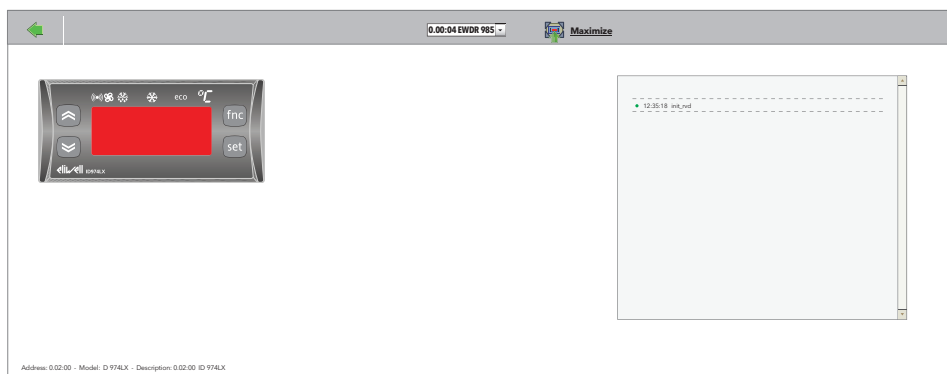 0.00:04 EWDR 985
Maximize
eco °C
fnc
set
eliwell ID974LX
12:35:18 init_rvd
Address: 0.02:00 - Model: D 974LX - Description: 0.02:00 ID 974LX